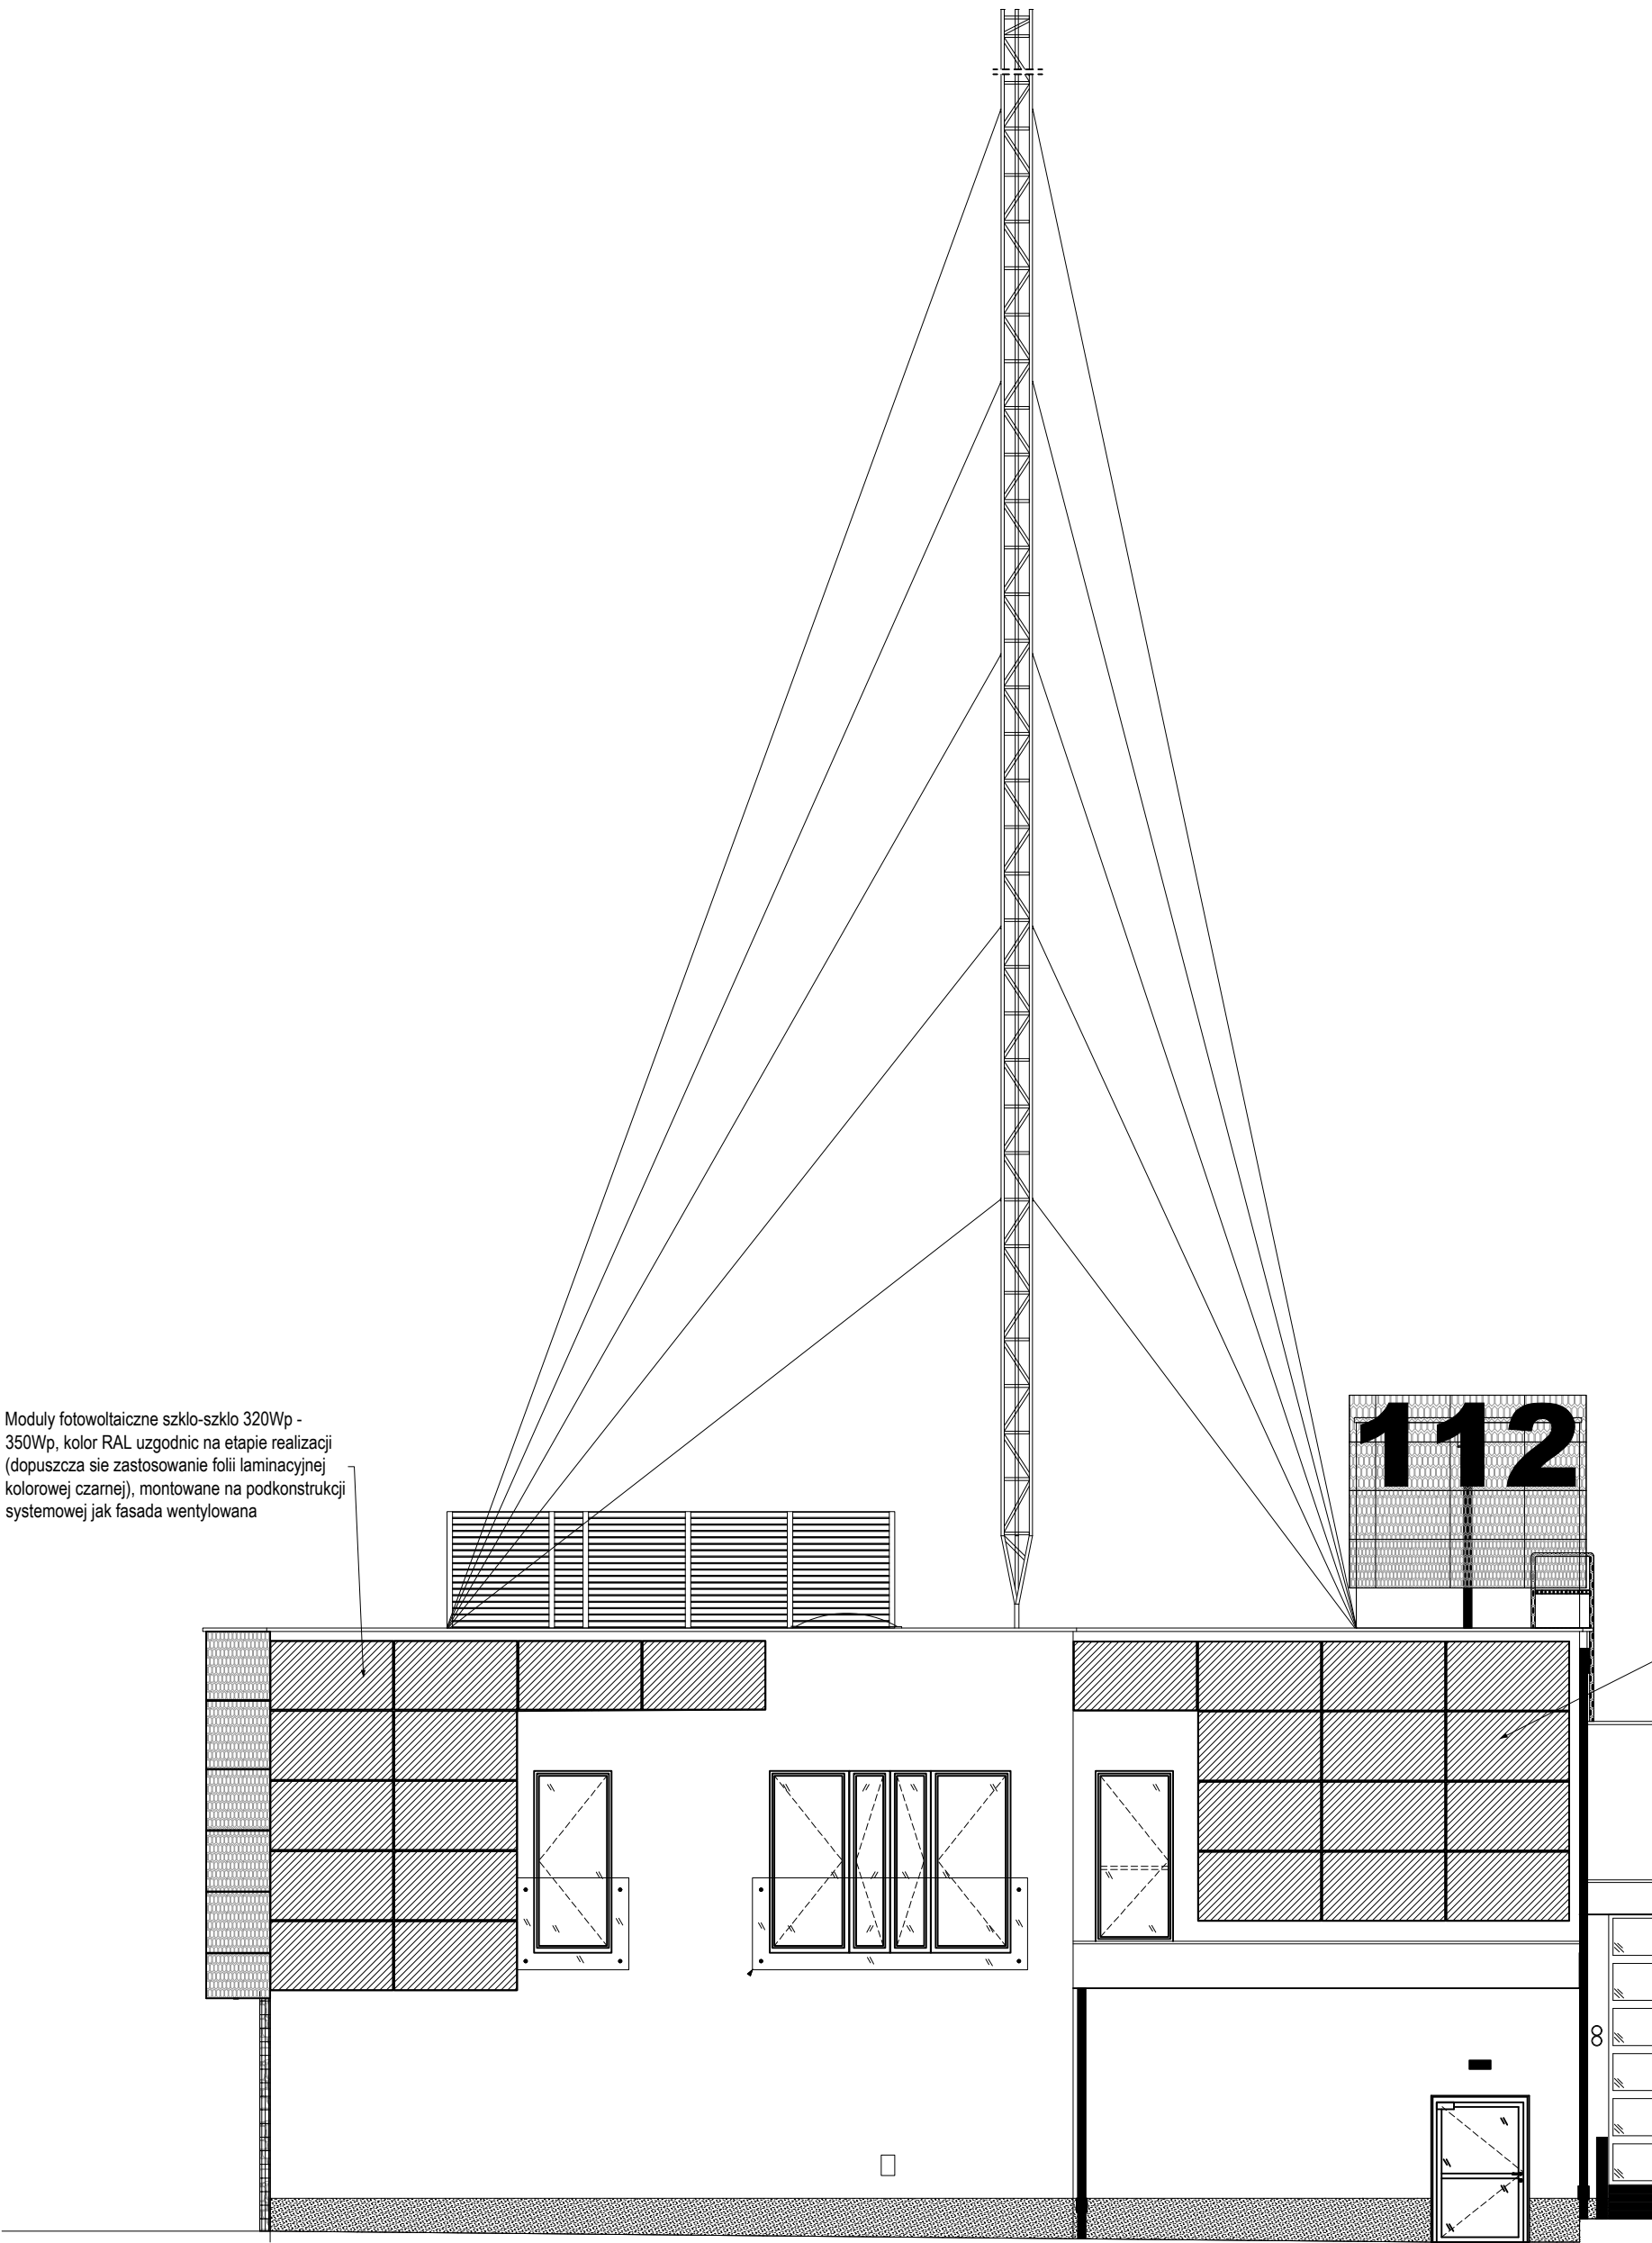 Moduly fotowoltaiczne szklo-szklo 320Wp -
350Wp, kolor RAL uzgodnic na etapie realizacji
(dopuszcza sie zastosowanie folii laminacyjnej
kolorowej czarnej), montowane na podkonstrukcji
systemowej jak fasada wentylowana
112